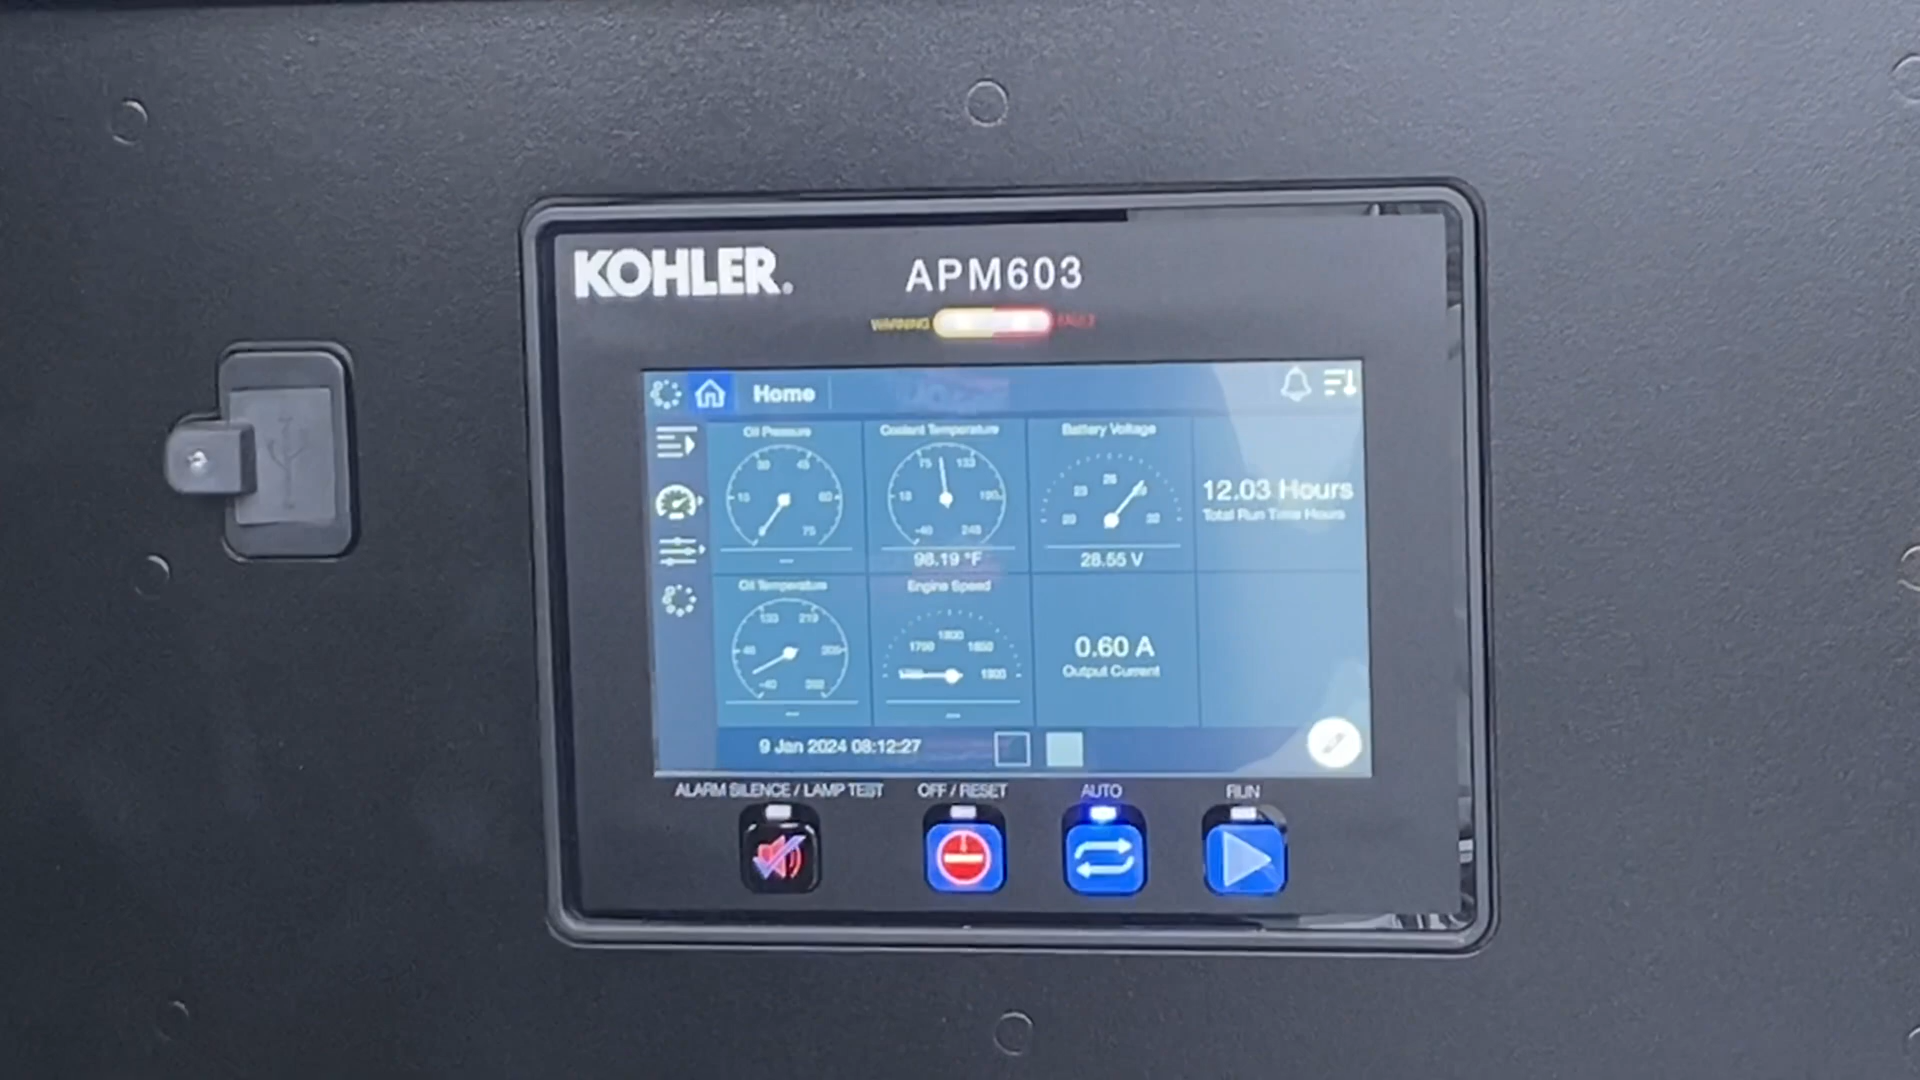 KOHLER.
APM603
WARNING
FAULT
Home
Oil Pressure
Coolant Temperature
Battery Voltage
12.03 Hours
Total Run Time Hours
98.19 °F
28.55 V
Oil Temperature
Engine Speed
0.60 A
Output Current
9 Jan 2024 08:12:27
ALARM SILENCE / LAMP TEST
OFF / RESET
AUTO
RUN